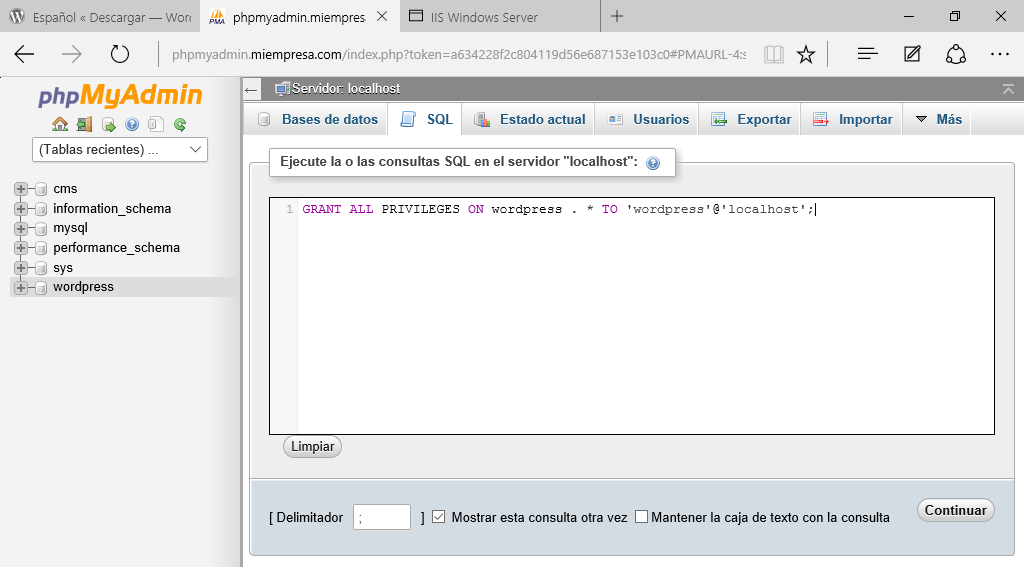 Español « Descargar — Wor
phpmyadmin.miempres
IIS Windows Server
phpmyadmin.miempresa.com/index.php?token=a634228f2c804119d56e687153e103c0#PMAURL-4:s
phpMyAdmin
(Tablas recientes) ...
cms
information_schema
mysql
performance_schema
sys
wordpress
Servidor: localhost
Bases de datos
SQL
Estado actual
Usuarios
Exportar
Importar
Más
Ejecute la o las consultas SQL en el servidor "localhost":
1 GRANT ALL PRIVILEGES ON wordpress . * TO 'wordpress'@'localhost';
Limpiar
[ Delimitador ; ] Mostrar esta consulta otra vez Mantener la caja de texto con la consulta
Continuar